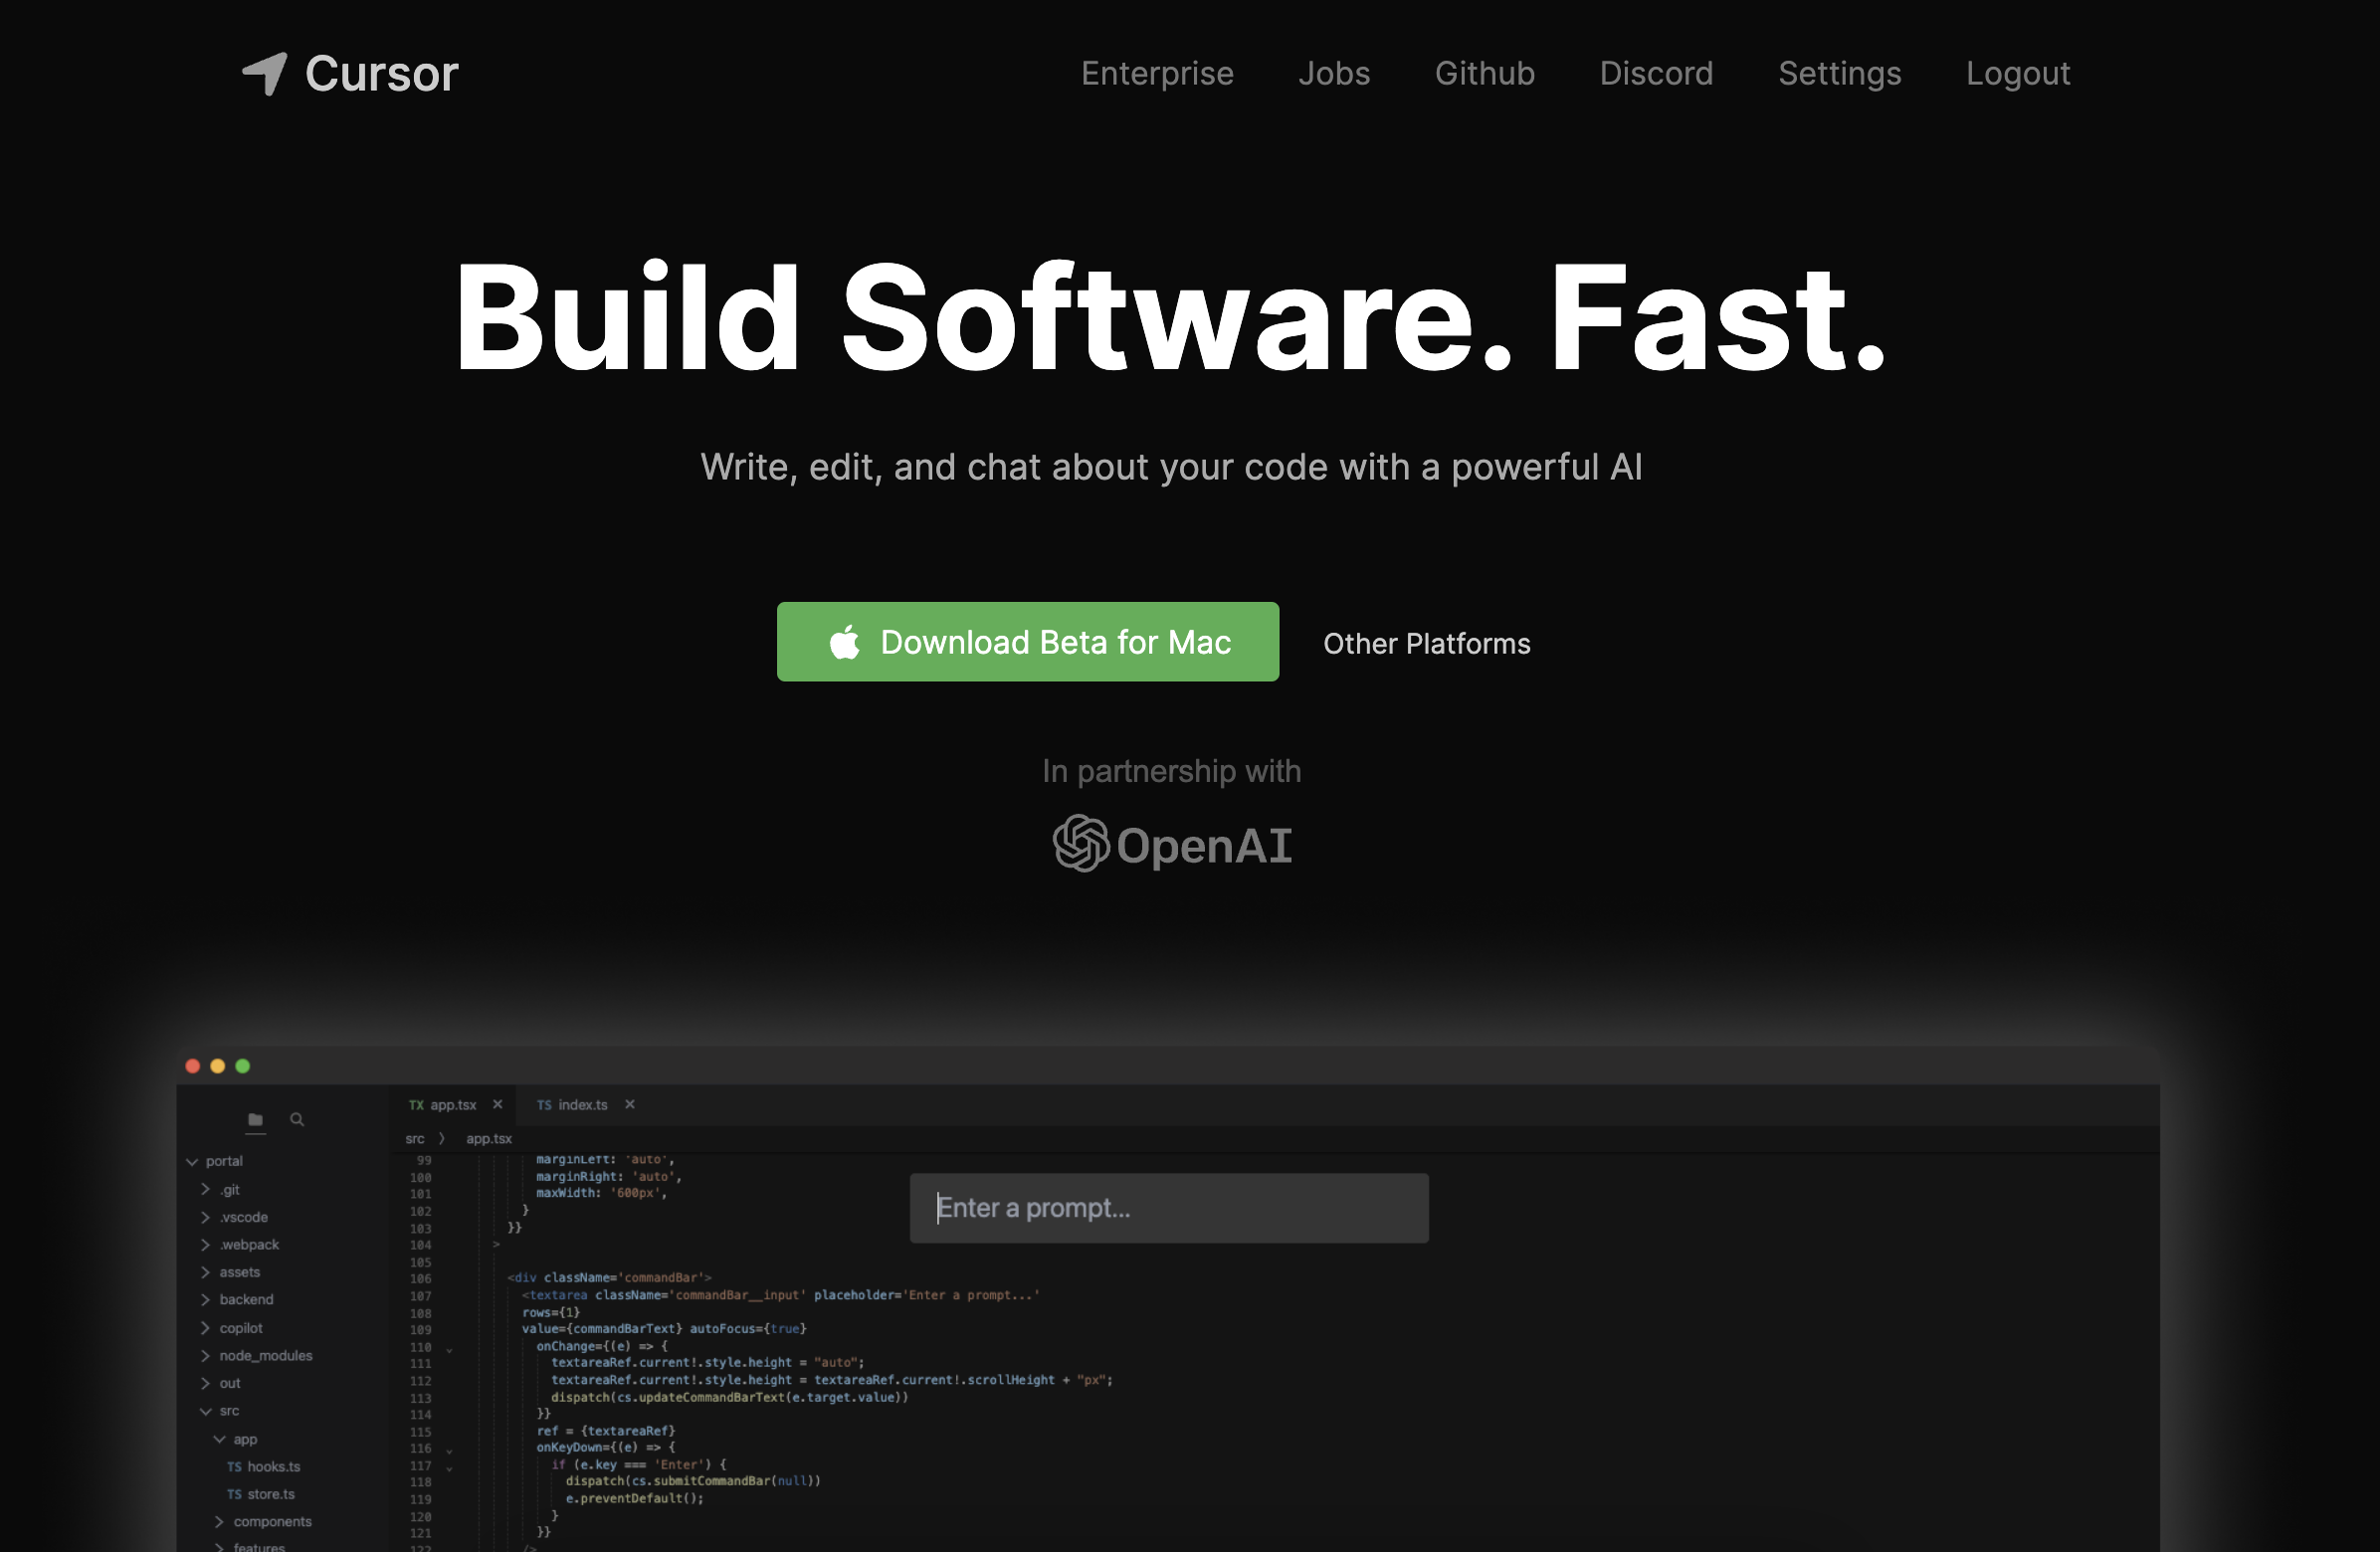 Cursor
Enterprise Jobs Github Discord Settings Logout
Build Software. Fast.
Write, edit, and chat about your code with a powerful AI
Download Beta for Mac
Other Platforms
In partnership with
OpenAI
TX app.tsx ✕ TS index.ts ✕
src 〉 app.tsx
portal
.git
.vscode
.webpack
assets
backend
copilot
node_modules
out
src
app
TS hooks.ts
TS store.ts
components
features
Enter a prompt...
99 marginLeft: 'auto',
100 marginRight: 'auto',
101 maxWidth: '600px',
102 }
103 }}
104 >
105
106 <div className='commandBar'>
107 <textarea className='commandBar__input' placeholder='Enter a prompt...'
108 rows={1}
109 value={commandBarText} autoFocus={true}
110 onChange={(e) => {
111 textareaRef.current!.style.height = "auto";
112 textareaRef.current!.style.height = textareaRef.current!.scrollHeight + "px";
113 dispatch(cs.updateCommandBarText(e.target.value))
114 }}
115 ref = {textareaRef}
116 onKeyDown={(e) => {
117 if (e.key === 'Enter') {
118 dispatch(cs.submitCommandBar(null))
119 e.preventDefault();
120 }
121 }}
122 />